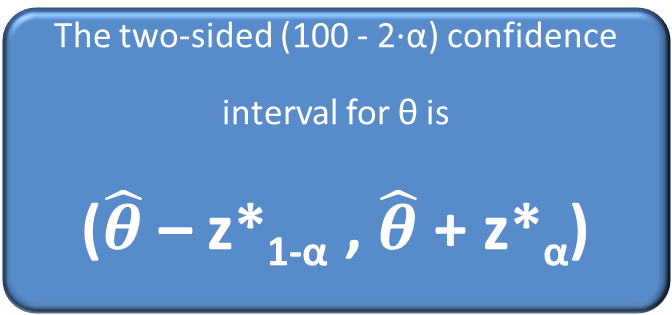 The two-sided (100 - 2·α) confidence
interval for θ is
(θ̂ – z*₁₋α , θ̂ + z*α)